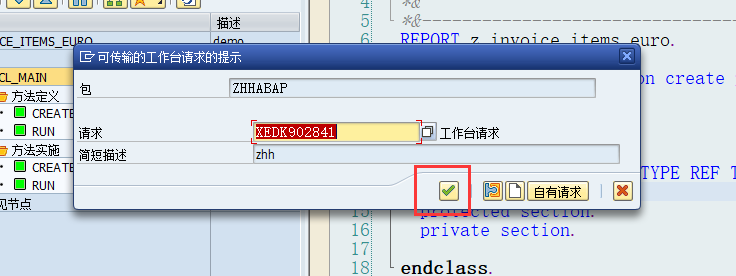 描述
CE_ITEMS_EURO
demo
CL_MAIN
方法定义
CREATE
RUN
方法实施
CREATE
RUN
见节点
可传输的工作台请求的提示
包
ZHHABAP
请求
XEDK902841
工作台请求
简短描述
zhh
自有请求
4
*&
5
*&----------------------------
6
REPORT z_invoice_items_euro.
on create p
TYPE REF T
15
protected section.
16
private section.
17
18
endclass.